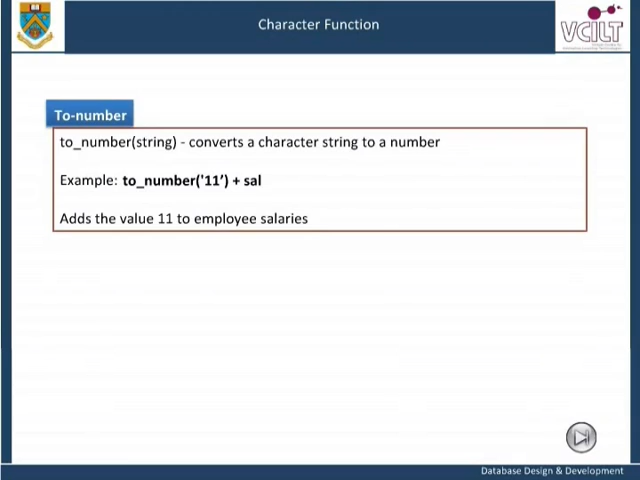 Character Function
VCILT
To-number
to_number(string) - converts a character string to a number
Example: to_number('11’) + sal
Adds the value 11 to employee salaries
Database Design & Development